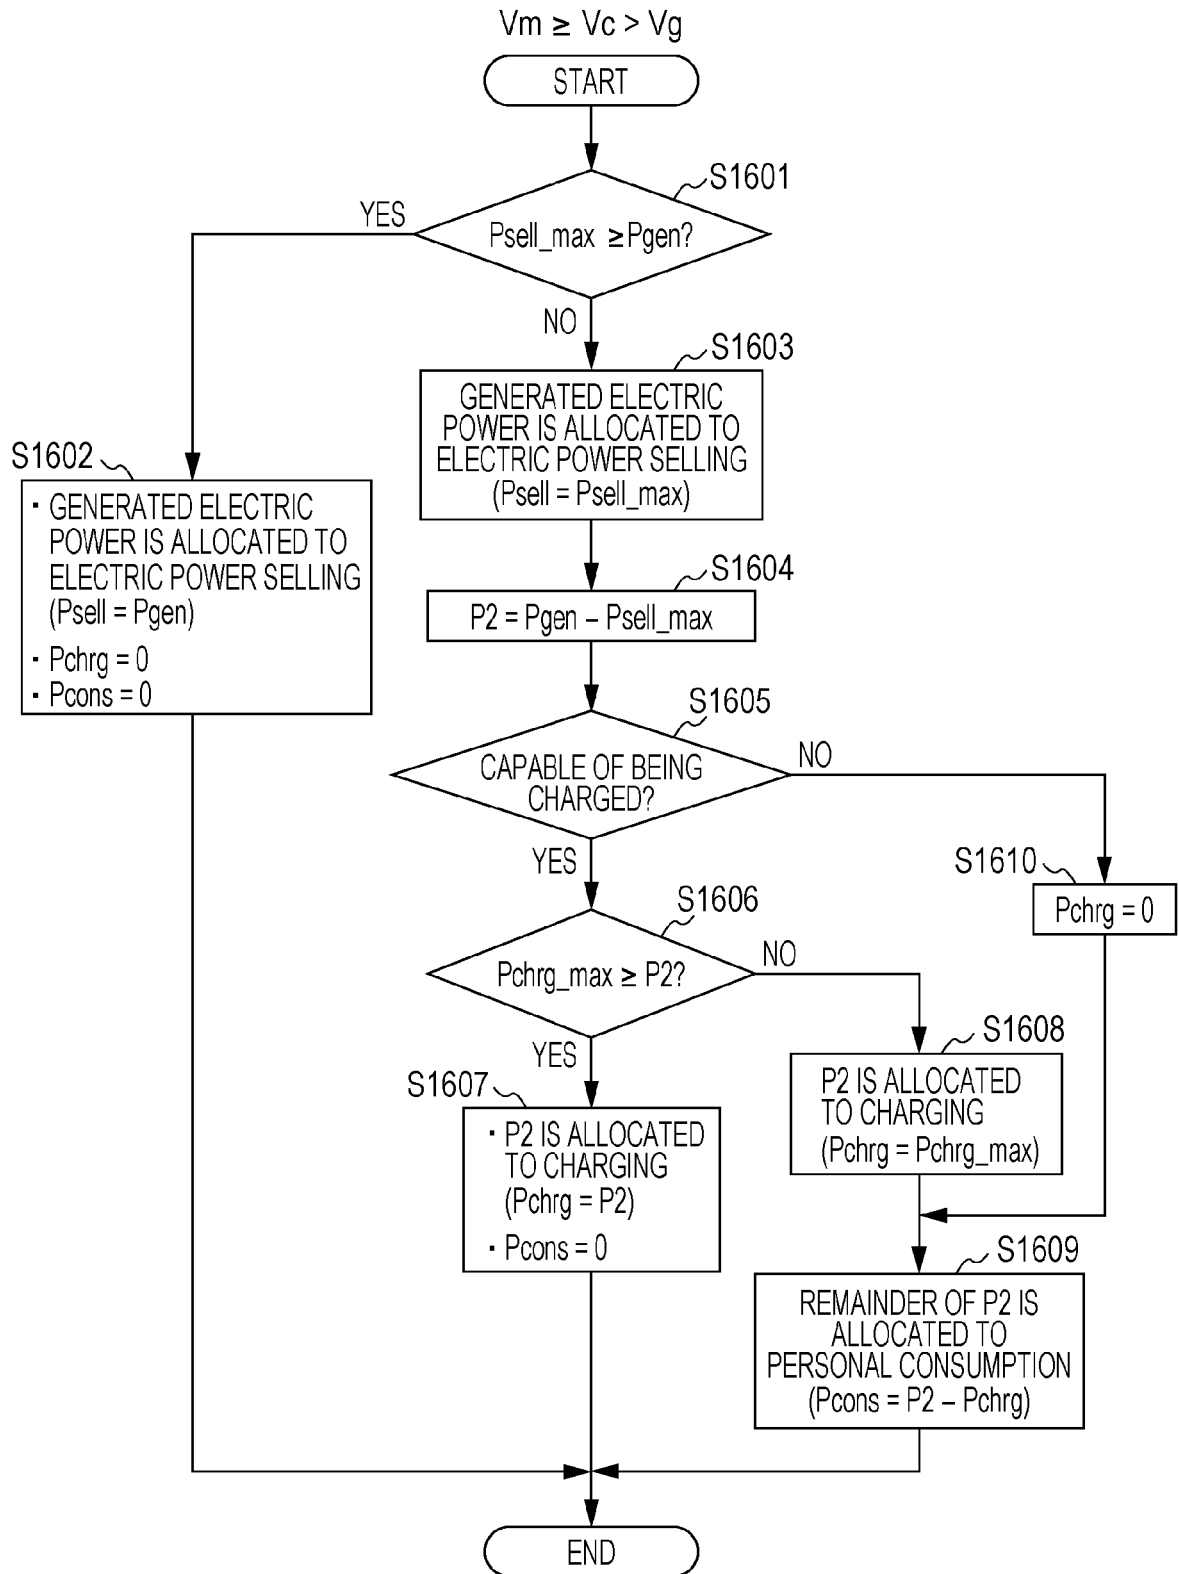 Vm ≥ Vc > Vg
START
S1601
YES
Psell_max ≥Pgen?
NO
S1603
GENERATED ELECTRIC
POWER IS ALLOCATED TO
ELECTRIC POWER SELLING
(Psell = Psell_max)
S1602
· GENERATED ELECTRIC
POWER IS ALLOCATED TO
ELECTRIC POWER SELLING
(Psell = Pgen)
· Pchrg = 0
· Pcons = 0
S1604
P2 = Pgen – Psell_max
S1605
CAPABLE OF BEING
CHARGED?
NO
YES
S1610
Pchrg = 0
S1606
Pchrg_max ≥ P2?
NO
YES
S1608
P2 IS ALLOCATED
TO CHARGING
(Pchrg = Pchrg_max)
S1607
· P2 IS ALLOCATED
TO CHARGING
(Pchrg = P2)
· Pcons = 0
S1609
REMAINDER OF P2 IS
ALLOCATED TO
PERSONAL CONSUMPTION
(Pcons = P2 – Pchrg)
END